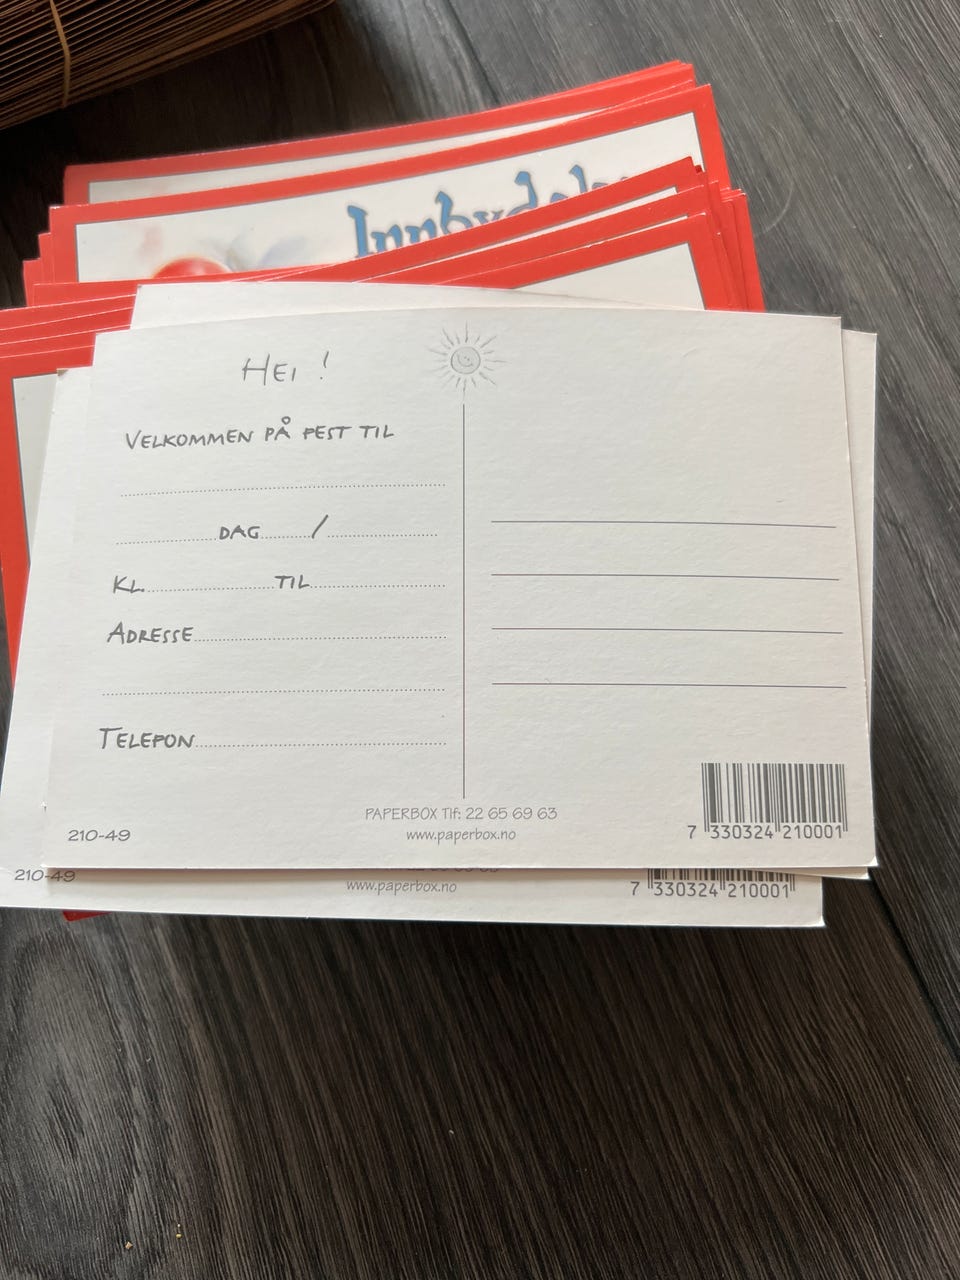 HEI !
VELKOMMEN PÅ FEST TIL
DAG / 
KL. TIL
ADRESSE
TELEFON
PAPERBOX Tlf: 22 65 69 63
www.paperbox.no
210-49
7 330324 210001
210-49
www.paperbox.no
7 330324 210001